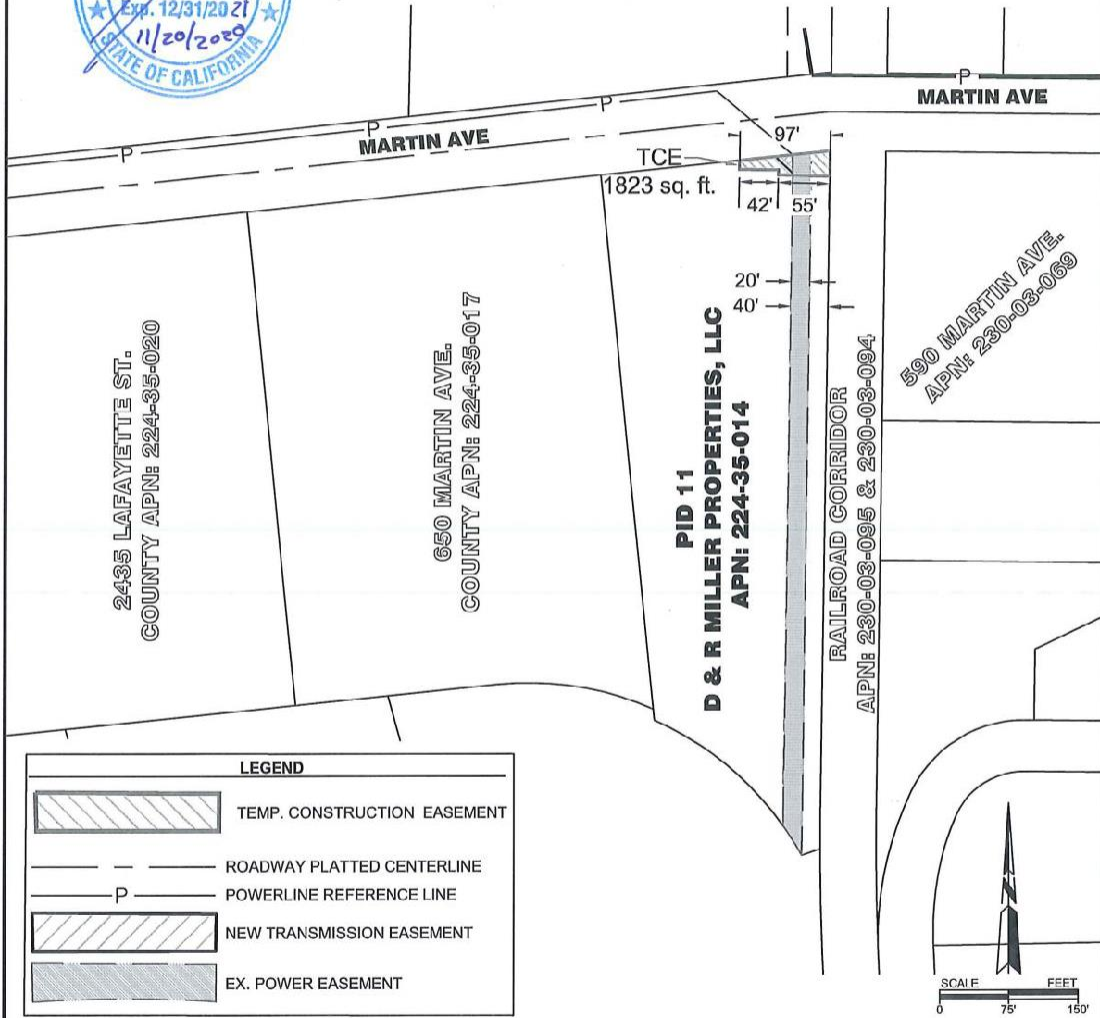 Exp. 12/31/2021
11/20/2020
STATE OF CALIFORNIA
P
MARTIN AVE
P
P
MARTIN AVE
P
97'
TCE
1823 sq. ft.
42' 55'
20'
40'
2435 LAFAYETTE ST.
COUNTY APN: 224-35-020
650 MARTIN AVE.
COUNTY APN: 224-35-017
PID 11
D & R MILLER PROPERTIES, LLC
APN: 224-35-014
RAILROAD CORRIDOR
APN: 230-03-095 & 230-03-094
590 MARTIN AVE.
APN: 230-03-069
LEGEND
TEMP. CONSTRUCTION EASEMENT
ROADWAY PLATTED CENTERLINE
P
POWERLINE REFERENCE LINE
NEW TRANSMISSION EASEMENT
EX. POWER EASEMENT
N
SCALE FEET
0 75' 150'